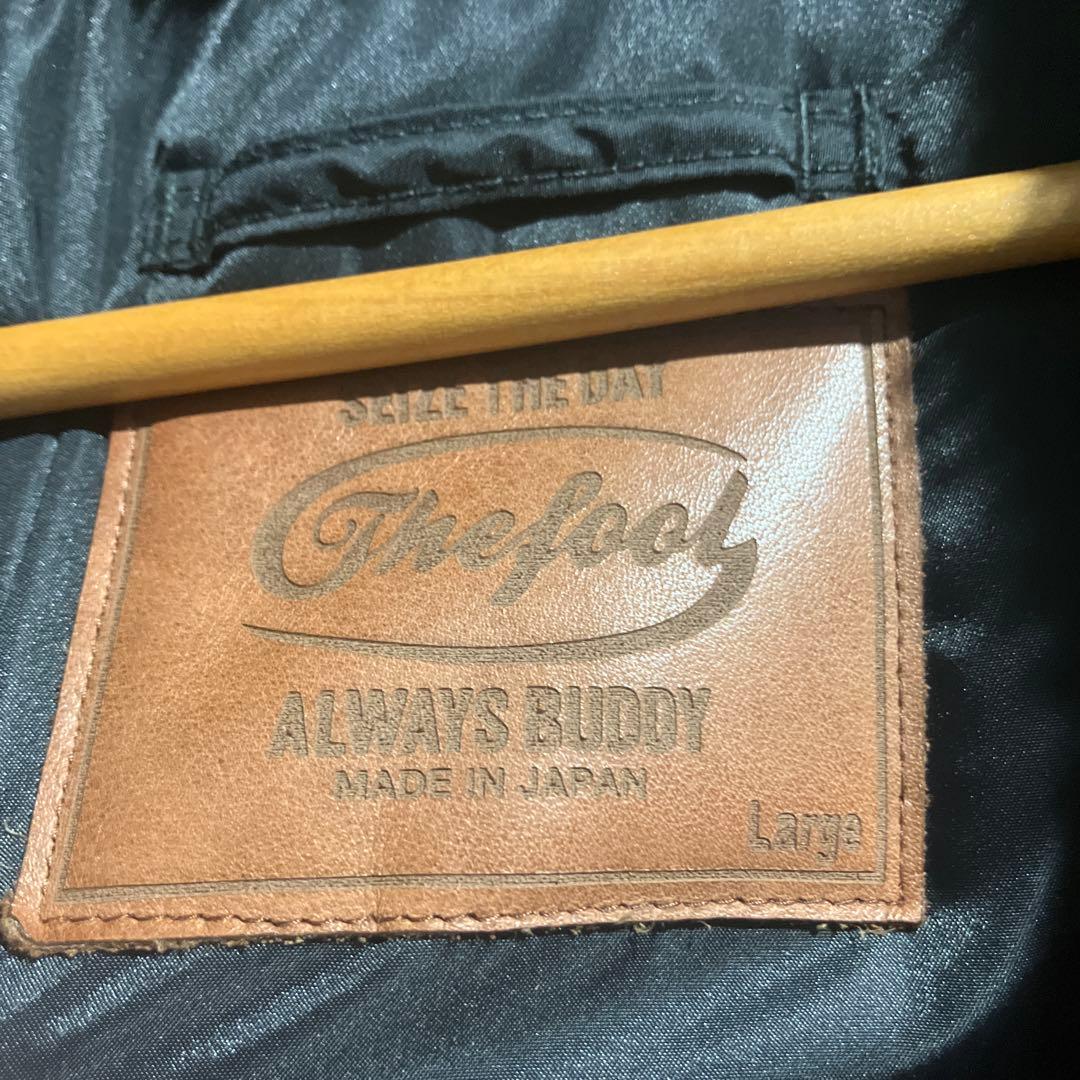 SEIZE THE DAY
Thefool
ALWAYS BUDDY
MADE IN JAPAN
Large